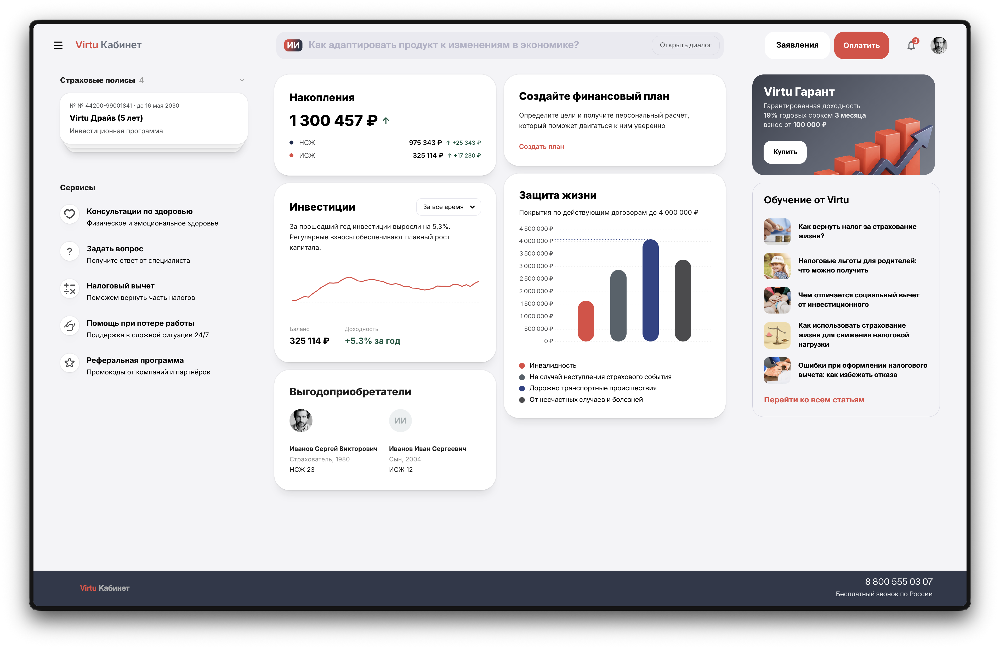 Virtu Кабинет
ИИ Как адаптировать продукт к изменениям в экономике?
Открыть диалог
Заявления
Оплатить
3
Страховые полисы 4
№ № 44200-99001841 · до 16 мая 2030
Virtu Драйв (5 лет)
Инвестиционная программа
Сервисы
Консультации по здоровью
Физическое и эмоциональное здоровье
Задать вопрос
Получите ответ от специалиста
Налоговый вычет
Поможем вернуть часть налогов
Помощь при потере работы
Поддержка в сложной ситуации 24/7
Реферальная программа
Промокоды от компаний и партнёров
Накопления
1 300 457 ₽ ↑
НСЖ 975 343 ₽ ↑ +25 343 ₽
ИСЖ 325 114 ₽ ↑ +17 230 ₽
Инвестиции
За все время
За прошедший год инвестиции выросли на 5,3%.
Регулярные взносы обеспечивают плавный рост
капитала.
Баланс
325 114 ₽
Доходность
+5.3% за год
Выгодоприобретатели
Иванов Сергей Викторович
Страхователь, 1980
НСЖ 23
ИИ
Иванов Иван Сергеевич
Сын, 2004
ИСЖ 12
Создайте финансовый план
Определите цели и получите персональный расчёт,
который поможет двигаться к ним уверенно
Создать план
Защита жизни
Покрытия по действующим договорам до 4 000 000 ₽
4 500 000 ₽
4 000 000 ₽
3 500 000 ₽
3 000 000 ₽
2 500 000 ₽
2 000 000 ₽
1 500 000 ₽
1 000 000 ₽
500 000 ₽
0 ₽
Инвалидность
На случай наступления страхового события
Дорожно транспортные происшествия
От несчастных случаев и болезней
Virtu Гарант
Гарантированная доходность
19% годовых сроком 3 месяца
взнос от 100 000 ₽
Купить
Обучение от Virtu
Как вернуть налог за страхование
жизни?
Налоговые льготы для родителей:
что можно получить
Чем отличается социальный вычет
от инвестиционного
Как использовать страхование
жизни для снижения налоговой
нагрузки
Ошибки при оформлении налогового
вычета: как избежать отказа
Перейти ко всем статьям
Virtu Кабинет
8 800 555 03 07
Бесплатный звонок по России